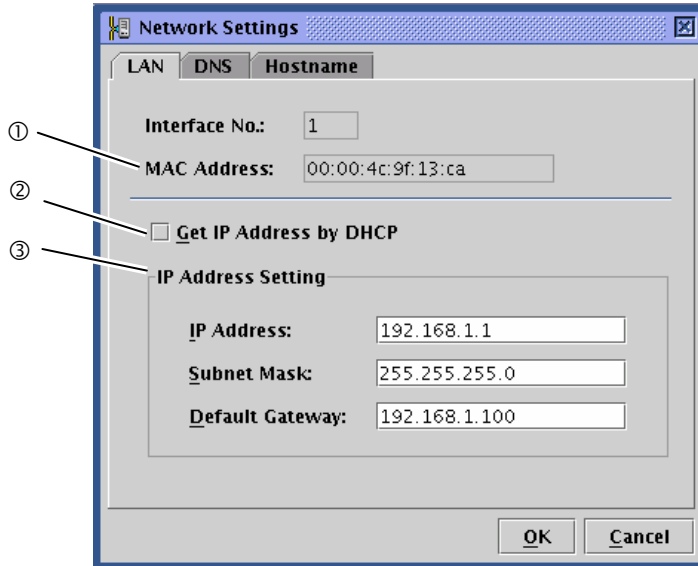 Network Settings
LAN DNS Hostname
Interface No.: 1
① MAC Address: 00:00:4c:9f:13:ca
② Get IP Address by DHCP
③ IP Address Setting
IP Address: 192.168.1.1
Subnet Mask: 255.255.255.0
Default Gateway: 192.168.1.100
OK Cancel